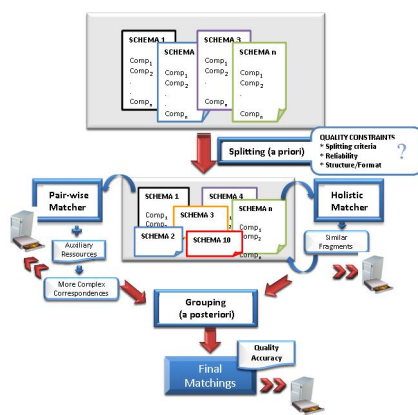 SCHEMA 1
Comp1
Comp2
.
.
Compn
SCHEMA
Comp1
Comp2
.
.
Compn
SCHEMA 3
Comp1
Comp2
.
SCHEMA n
Comp1
Comp2
.
.
Compn
Splitting (a priori)
QUALITY CONSTRAINTS
* Splitting criteria
* Reliability
* Structure/Format
?
Pair-wise
Matcher
Auxiliary
Ressources
More Complex
Correspondences
SCHEMA 1
Comp1
Comp2
SCHEMA 4
SCHEMA 3
SCHEMA n
Comp1
Comp2
.
Compn
SCHEMA 2
SCHEMA 10
Holistic
Matcher
Similar
Fragments
Grouping
(a posteriori)
Quality
Accuracy
Final
Matchings